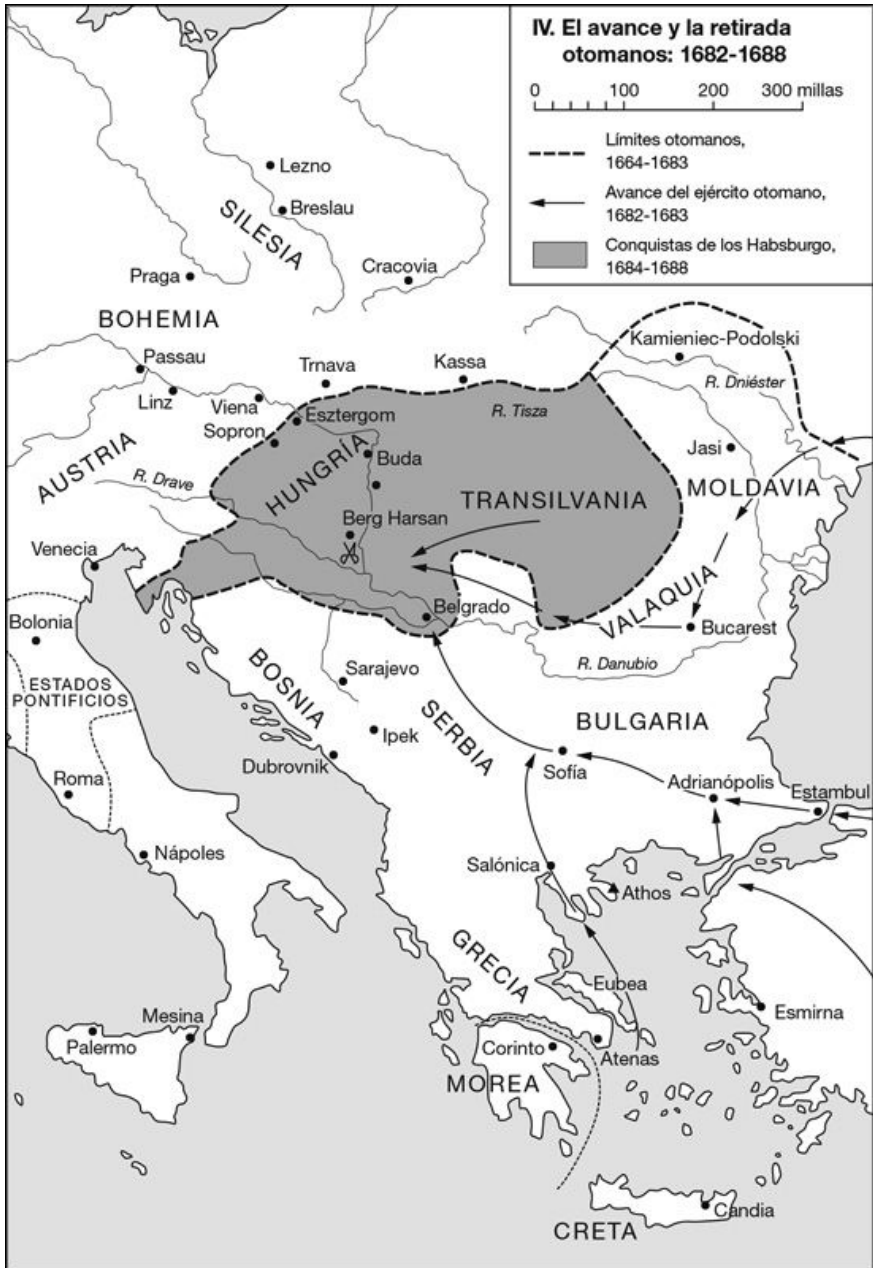 IV. El avance y la retirada
otomanos: 1682-1688
0 100 200 300 millas
Límites otomanos,
1664-1683
Avance del ejército otomano,
1682-1683
Conquistas de los Habsburgo,
1684-1688
Lezno
Breslau
SILESIA
Praga
Cracovia
BOHEMIA
Kamieniec-Podolski
Passau
Trnava
Kassa
R. Dniéster
Linz
Viena
Esztergom
R. Tisza
Sopron
AUSTRIA
HUNGRÍA
Buda
Jasi
R. Drave
TRANSILVANIA
MOLDAVIA
Berg Harsan
Venecia
Belgrado
VALAQUIA
Bolonia
Bucarest
ESTADOS
PONTIFICIOS
BOSNIA
Sarajevo
R. Danubio
SERBIA
Ipek
BULGARIA
Dubrovnik
Sofía
Roma
Adrianópolis
Estambul
Nápoles
Salónica
Athos
GRECIA
Eubea
Esmirna
Mesina
Palermo
Corinto
Atenas
MOREA
Candia
CRETA